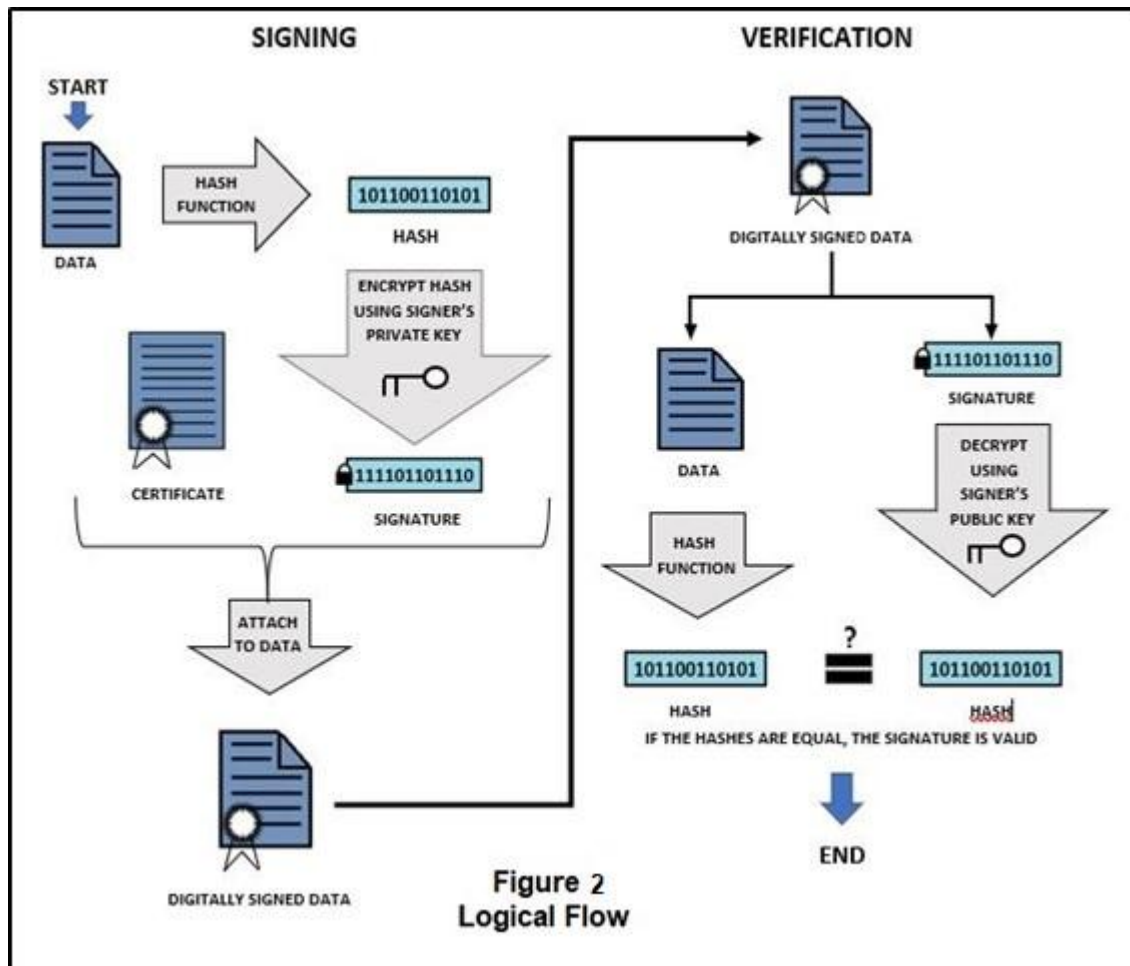 SIGNING
START
DATA
HASH
FUNCTION
101100110101
HASH
ENCRYPT HASH
USING SIGNER'S
PRIVATE KEY
CERTIFICATE
111101101110
SIGNATURE
ATTACH
TO DATA
DIGITALLY SIGNED DATA
VERIFICATION
DIGITALLY SIGNED DATA
DATA
111101101110
SIGNATURE
HASH
FUNCTION
DECRYPT
USING
SIGNER'S
PUBLIC KEY
101100110101
HASH
?
101100110101
HASH
IF THE HASHES ARE EQUAL, THE SIGNATURE IS VALID
END
Figure 2
Logical Flow